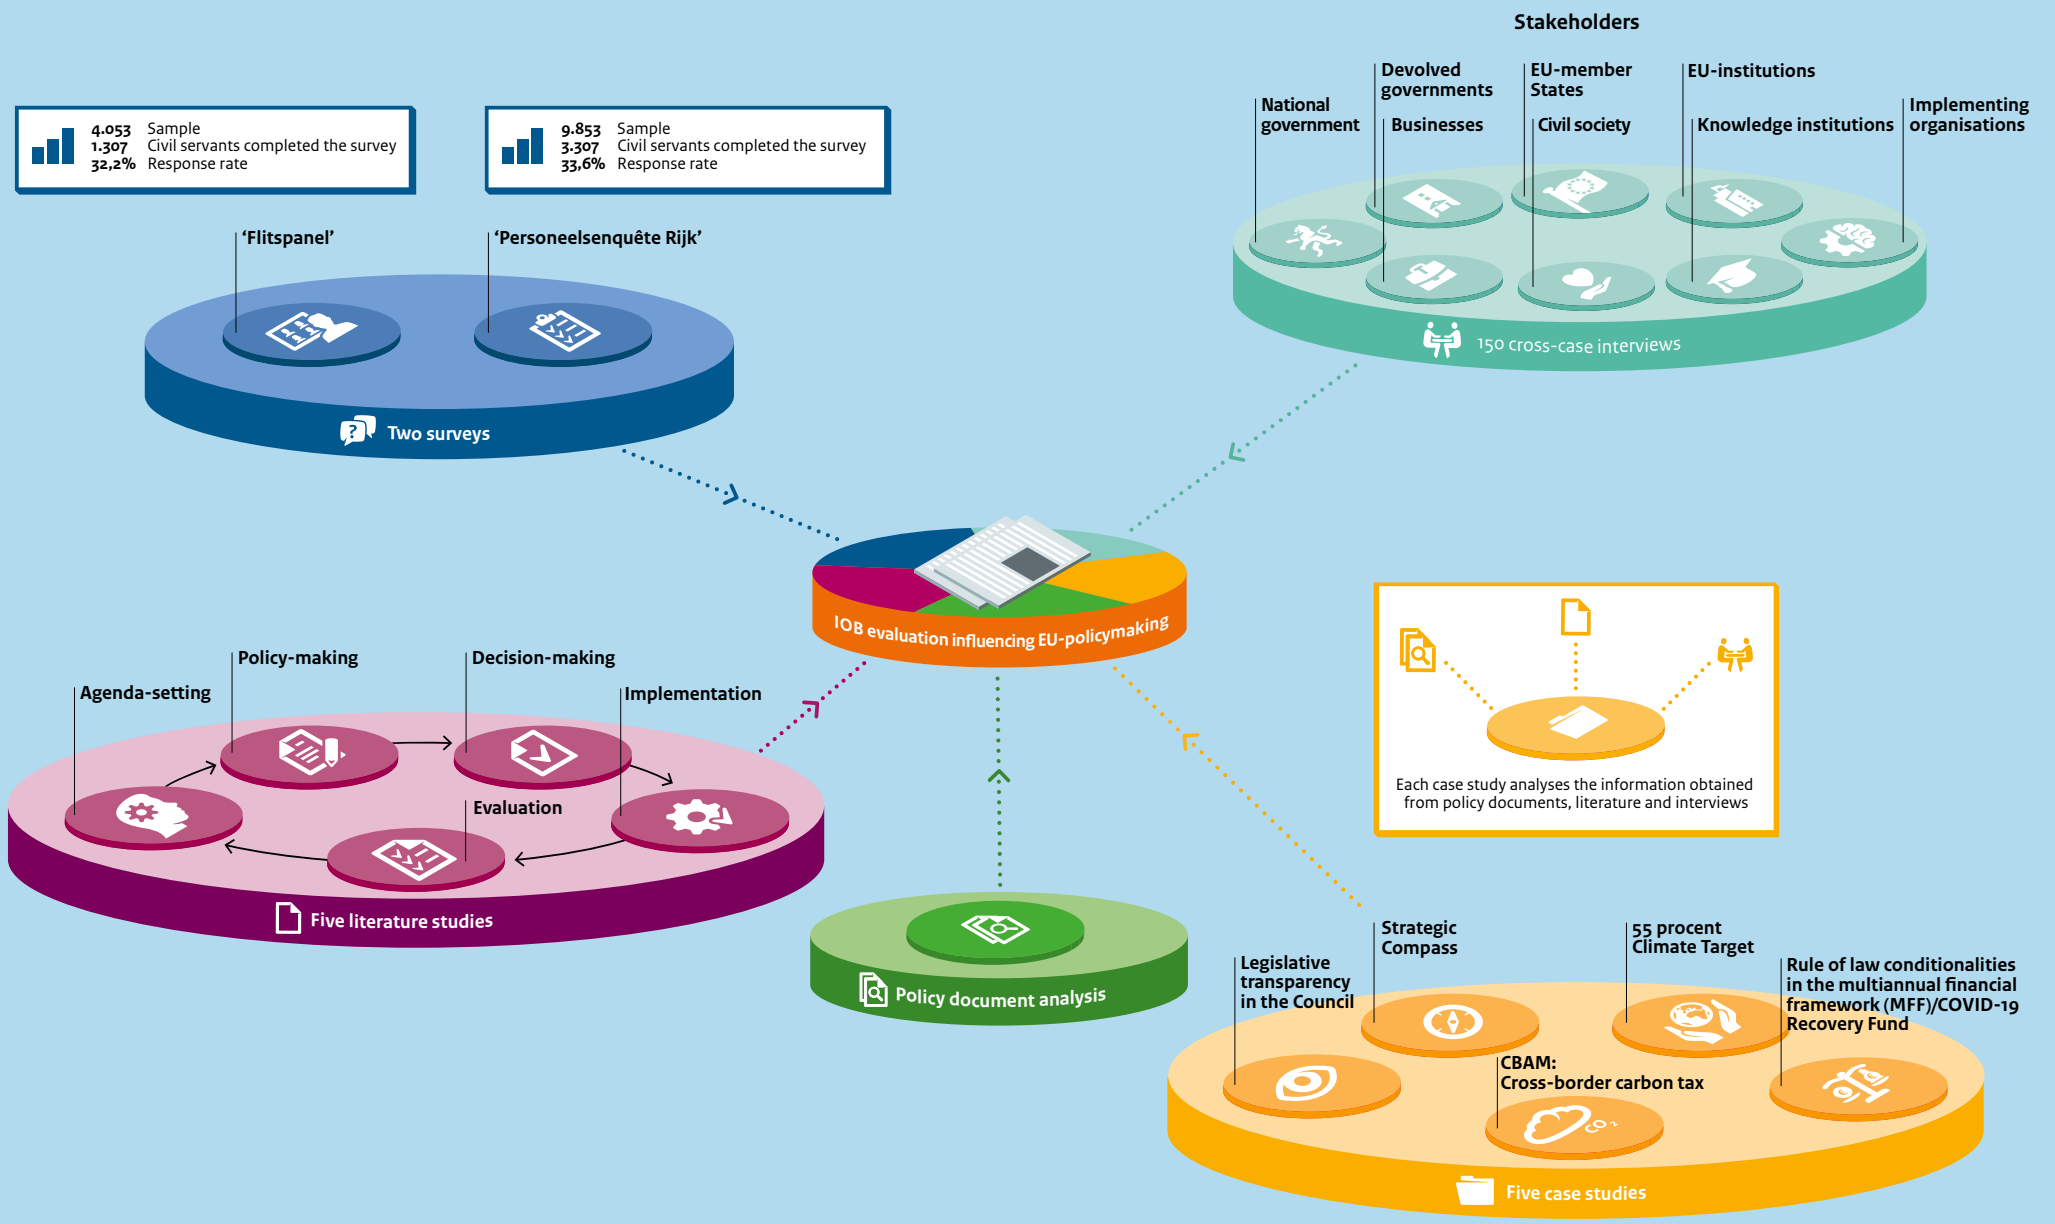 Stakeholders
Devolved
governments
EU-member
States
EU-institutions
National
government
Implementing
organisations
Businesses
Civil society
Knowledge institutions
150 cross-case interviews
4.053 Sample
1.307 Civil servants completed the survey
32,2% Response rate
9.853 Sample
3.307 Civil servants completed the survey
33,6% Response rate
‘Flitspanel’
‘Personeelsenquête Rijk’
?
Two surveys
IOB evaluation influencing EU-policymaking
Policy-making
Decision-making
Agenda-setting
Implementation
Evaluation
Five literature studies
Policy document analysis
Each case study analyses the information obtained
from policy documents, literature and interviews
Strategic
Compass
55 procent
Climate Target
Legislative
transparency
in the Council
Rule of law conditionalities
in the multiannual financial
framework (MFF)/COVID-19
Recovery Fund
CBAM:
Cross-border carbon tax
CO2
Five case studies